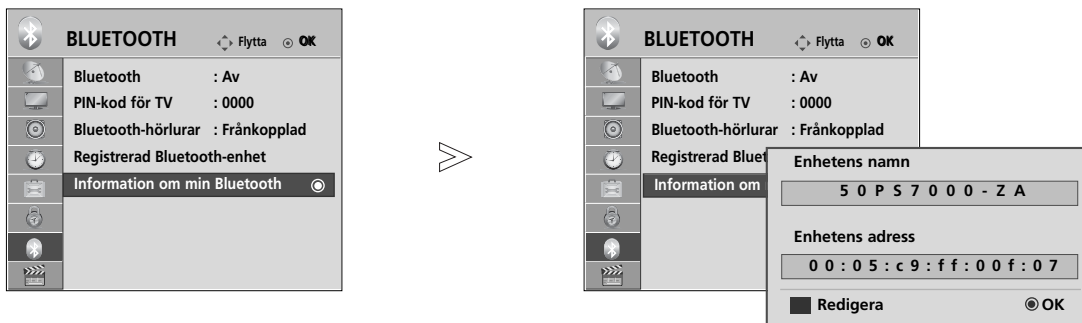 BLUETOOTH Flytta OK
Bluetooth : Av
PIN-kod för TV : 0000
Bluetooth-hörlurar : Frånkopplad
Registrerad Bluetooth-enhet
Information om min Bluetooth
BLUETOOTH Flytta OK
Bluetooth : Av
PIN-kod för TV : 0000
Bluetooth-hörlurar : Frånkopplad
Registrerad Bluet
Information om
Enhetens namn
50PS7000-ZA
Enhetens adress
00:05:c9:ff:00f:07
Redigera OK